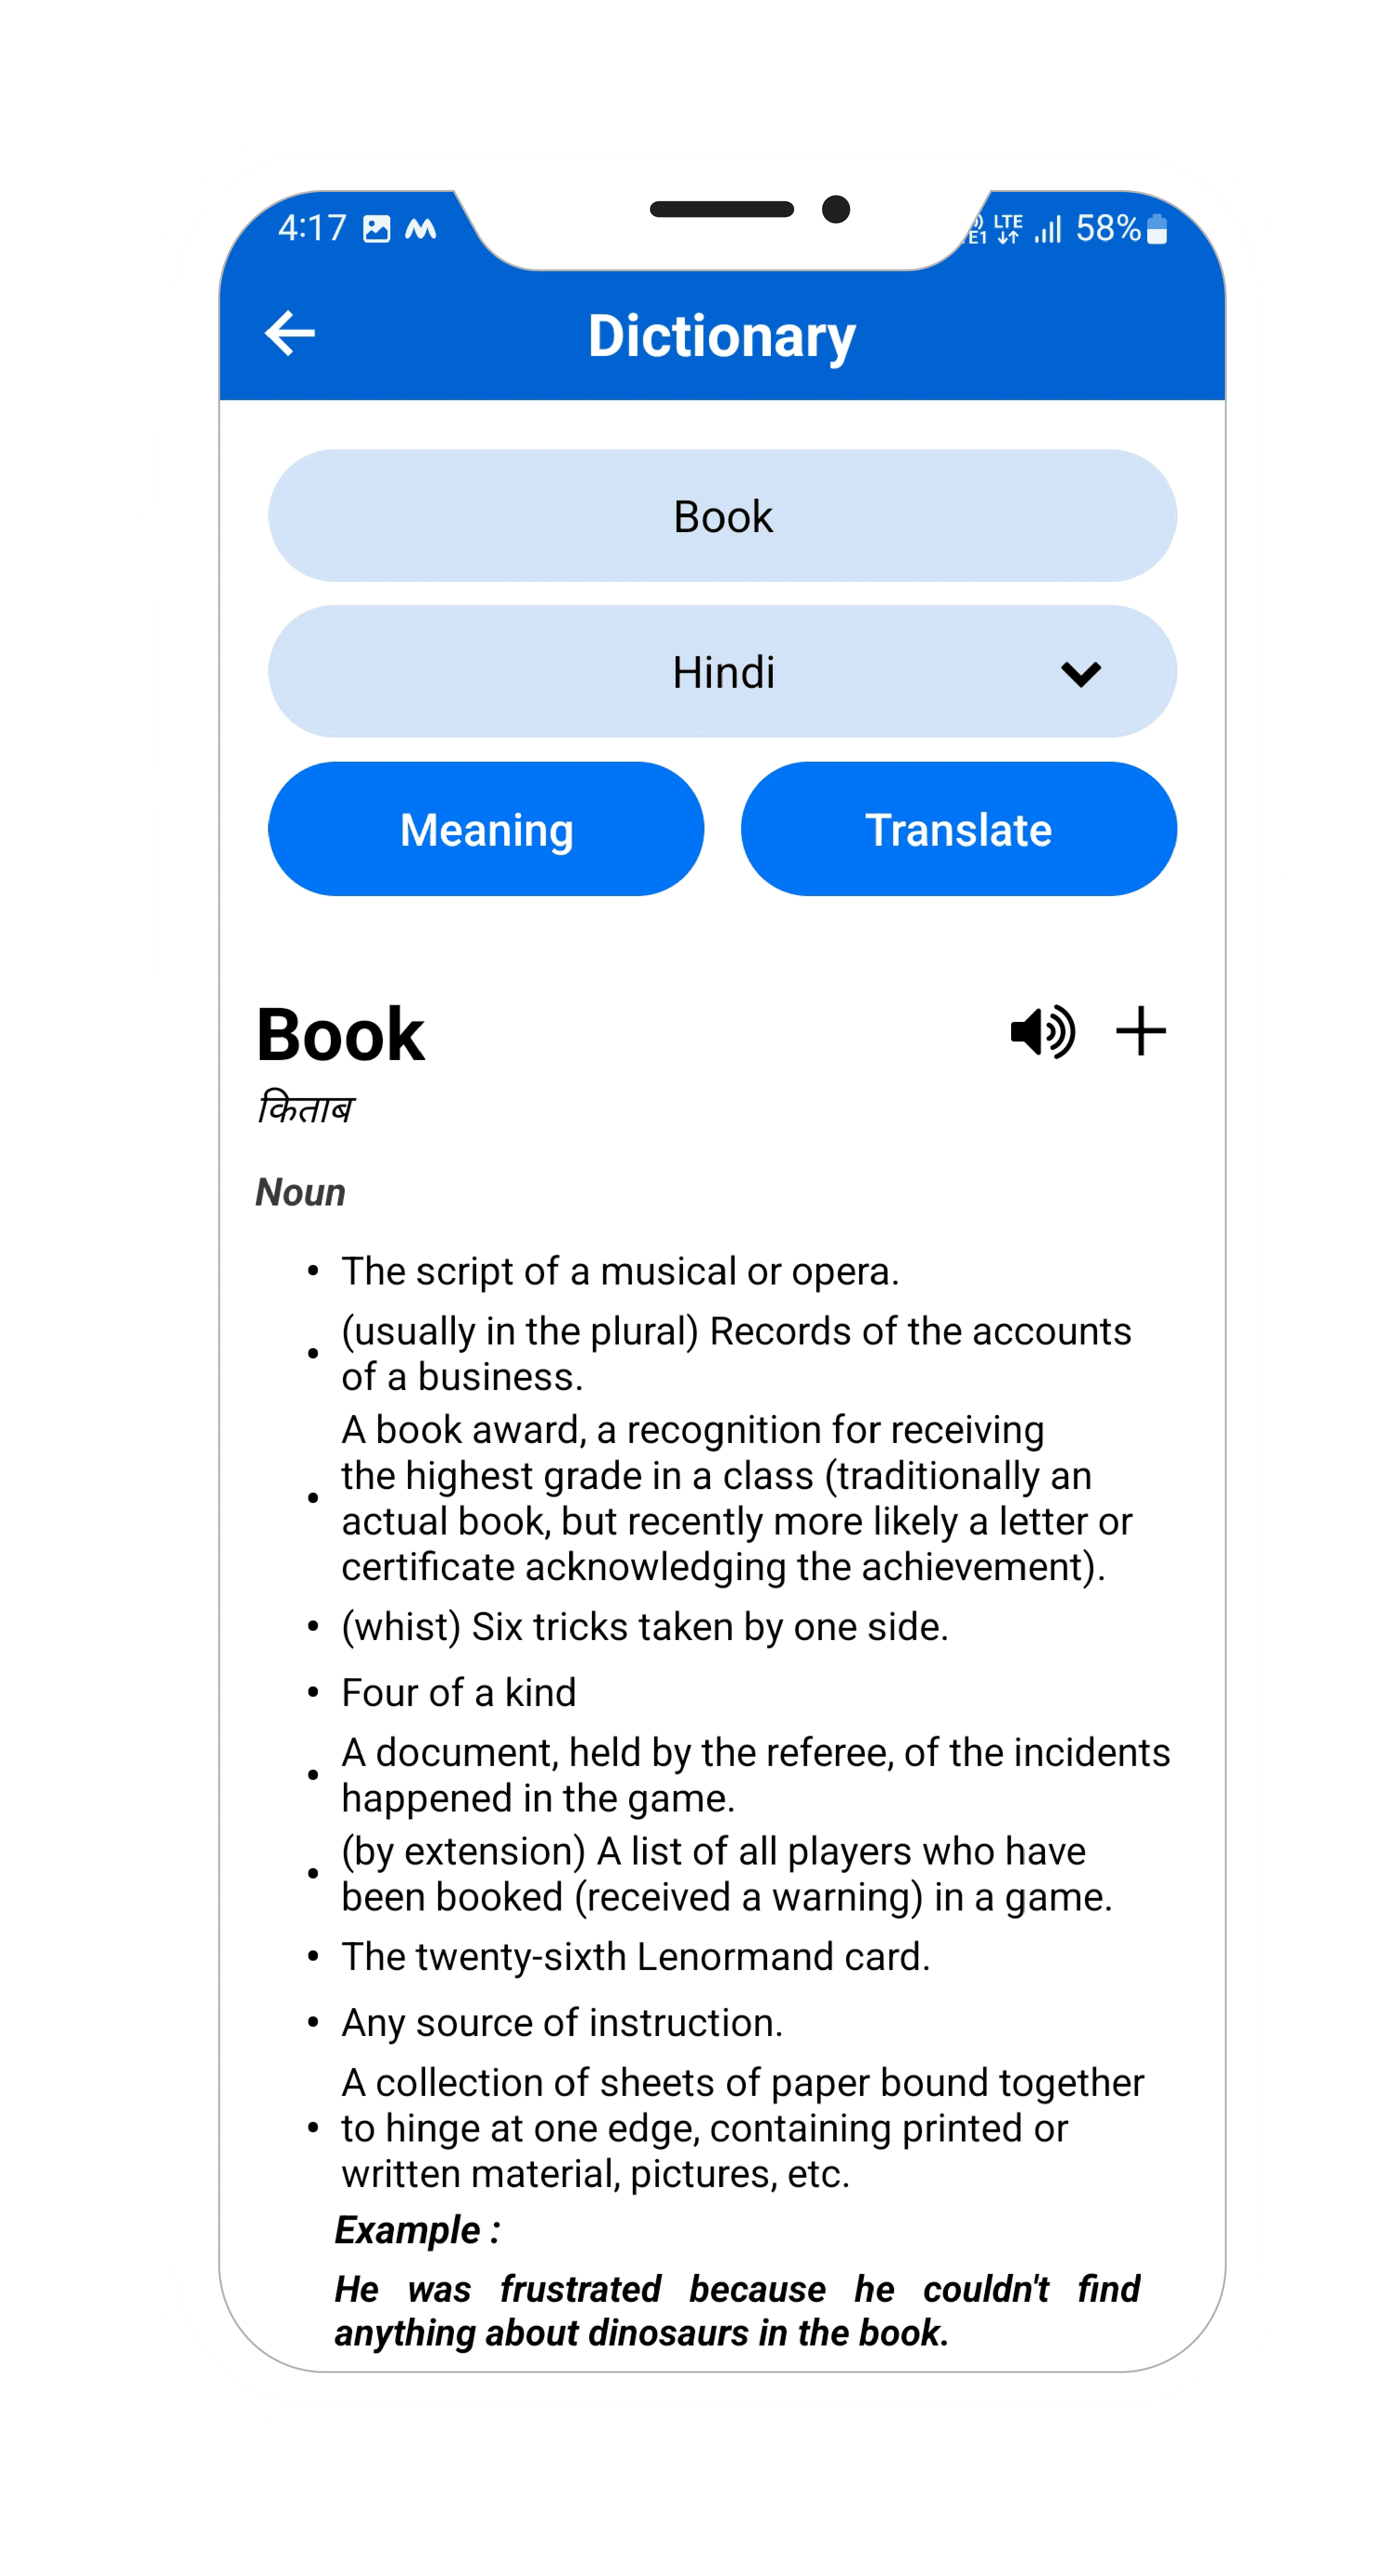 4:17
LTE
E1
58%
Dictionary
Book
Hindi
Meaning
Translate
Book
किताब
Noun
• The script of a musical or opera.
• (usually in the plural) Records of the accounts
of a business.
• A book award, a recognition for receiving
the highest grade in a class (traditionally an
actual book, but recently more likely a letter or
certificate acknowledging the achievement).
• (whist) Six tricks taken by one side.
• Four of a kind
• A document, held by the referee, of the incidents
happened in the game.
• (by extension) A list of all players who have
been booked (received a warning) in a game.
• The twenty-sixth Lenormand card.
• Any source of instruction.
• A collection of sheets of paper bound together
to hinge at one edge, containing printed or
written material, pictures, etc.
Example :
He was frustrated because he couldn't find
anything about dinosaurs in the book.